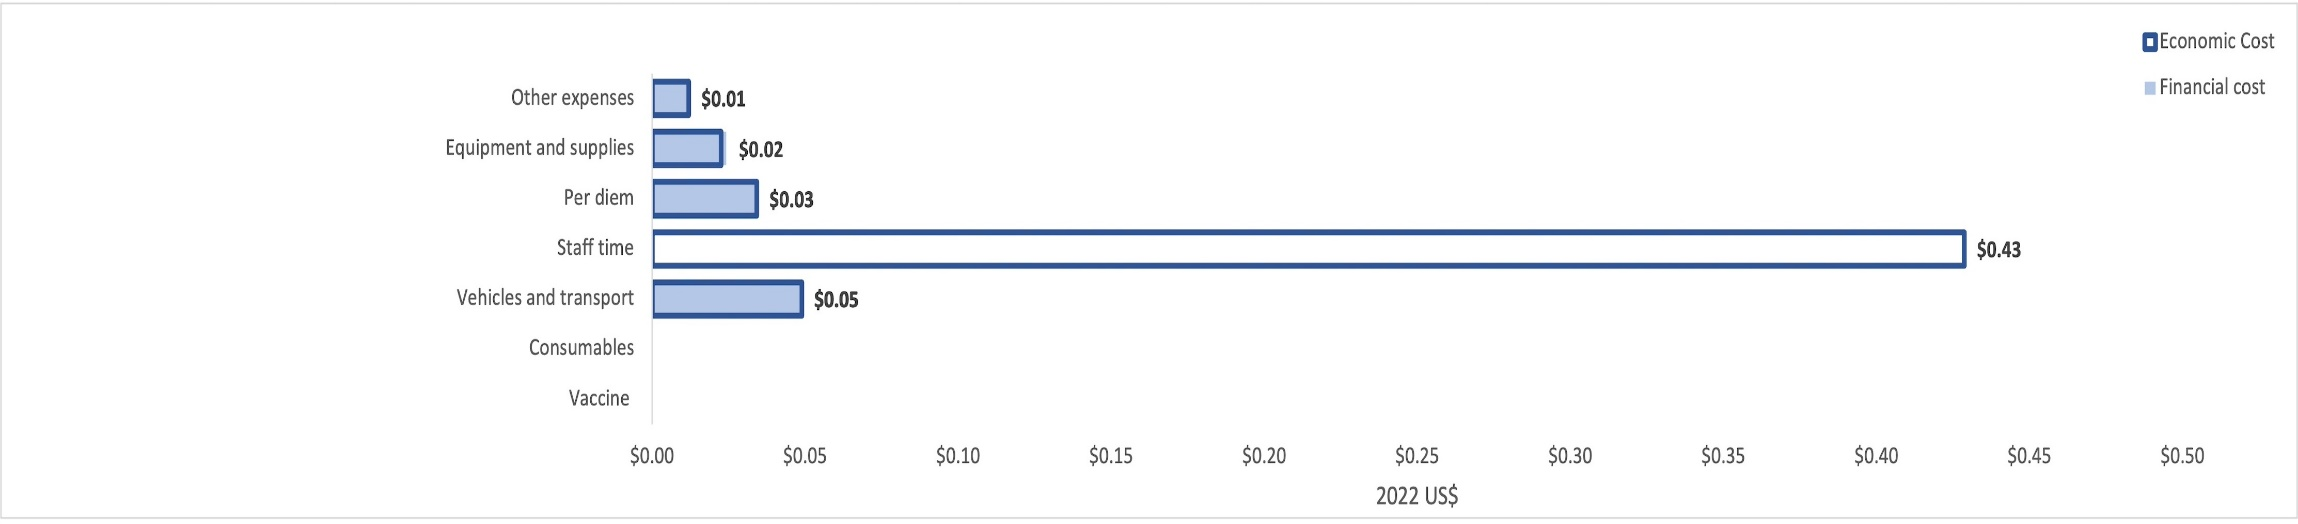 Economic Cost
Financial cost
Other expenses $0.01
Equipment and supplies $0.02
Per diem $0.03
Staff time $0.43
Vehicles and transport $0.05
Consumables
Vaccine
$0.00 $0.05 $0.10 $0.15 $0.20 $0.25 $0.30 $0.35 $0.40 $0.45 $0.50
2022 US$